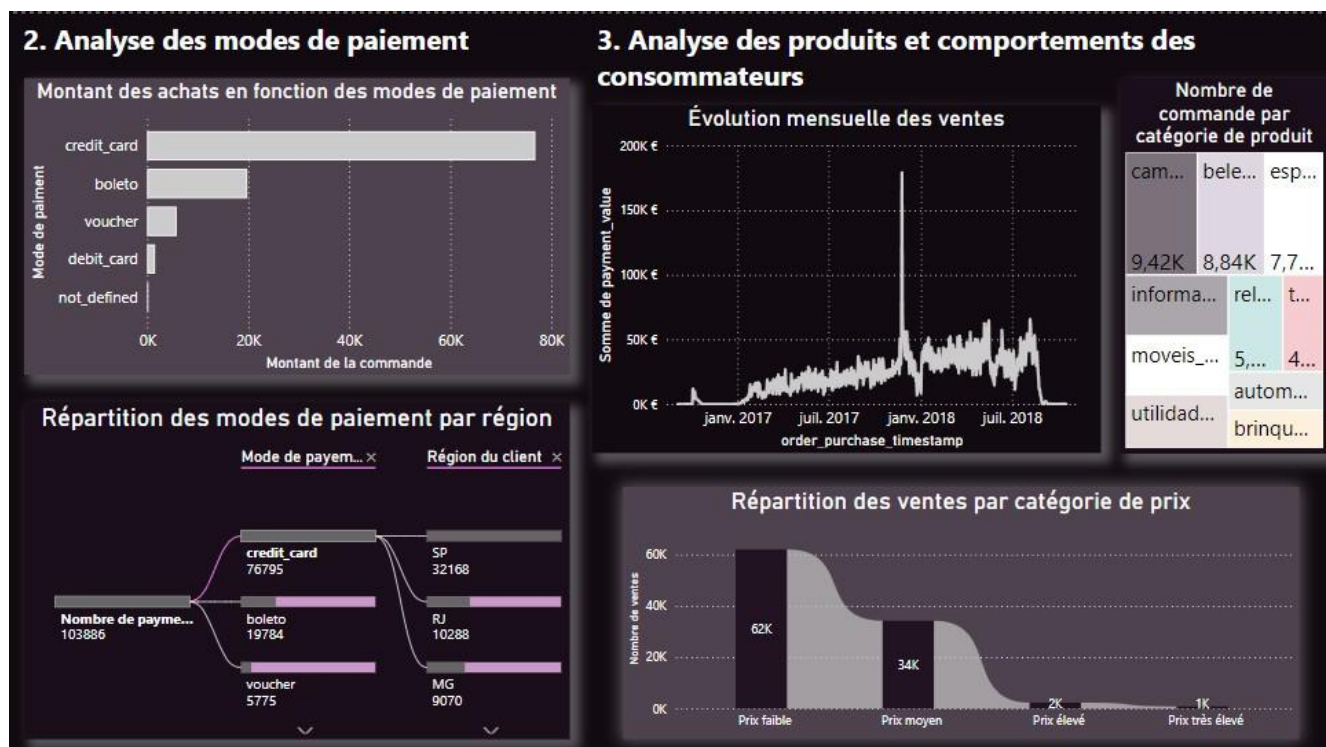 2. Analyse des modes de paiement
Montant des achats en fonction des modes de paiement
Mode de paiment
credit_card
boleto
voucher
debit_card
not_defined
0K
20K
40K
60K
80K
Montant de la commande
Répartition des modes de paiement par région
Mode de payem... ×
Région du client ×
Nombre de payme...
103886
credit_card
76795
boleto
19784
voucher
5775
SP
32168
RJ
10288
MG
9070
3. Analyse des produits et comportements des
consommateurs
Évolution mensuelle des ventes
Somme de payment_value
200K €
150K €
100K €
50K €
0K €
janv. 2017
juil. 2017
janv. 2018
juil. 2018
order_purchase_timestamp
Nombre de
commande par
catégorie de produit
cam...
9,42K
bele...
8,84K
esp...
7,7...
informa...
rel...
5,...
t...
4...
moveis_...
utilidad...
autom...
brinqu...
Répartition des ventes par catégorie de prix
Nombre de ventes
60K
40K
20K
0K
62K
34K
2K
1K
Prix faible
Prix moyen
Prix élevé
Prix très élevé